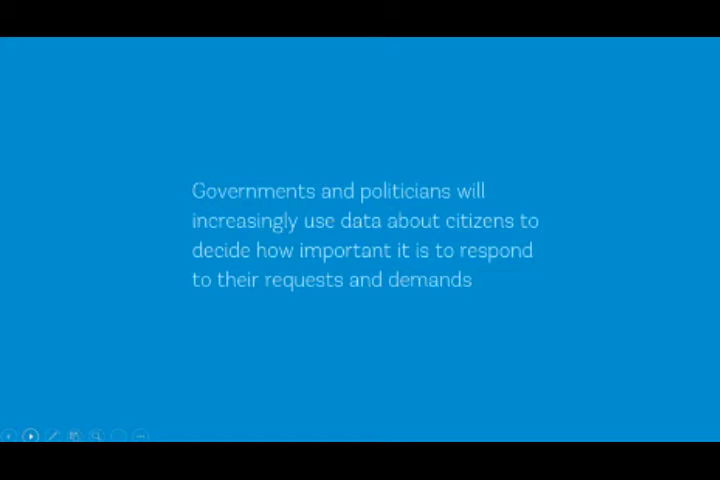 Governments and politicians will
increasingly use data about citizens to
decide how important it is to respond
to their requests and demands